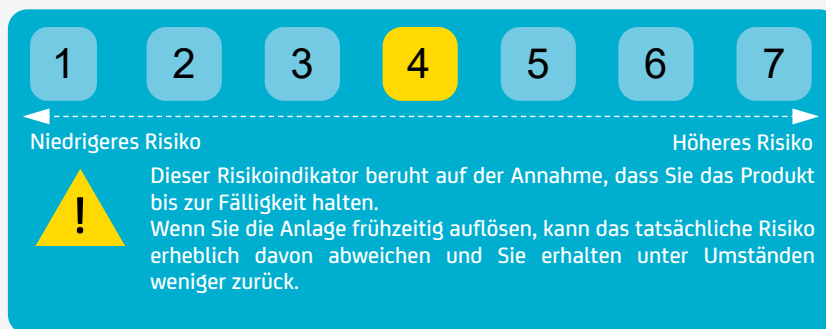 1 2 3 4 5 6 7
Niedrigeres Risiko Höheres Risiko
!
Dieser Risikoindikator beruht auf der Annahme, dass Sie das Produkt
bis zur Fälligkeit halten.
Wenn Sie die Anlage frühzeitig auflösen, kann das tatsächliche Risiko
erheblich davon abweichen und Sie erhalten unter Umständen
weniger zurück.